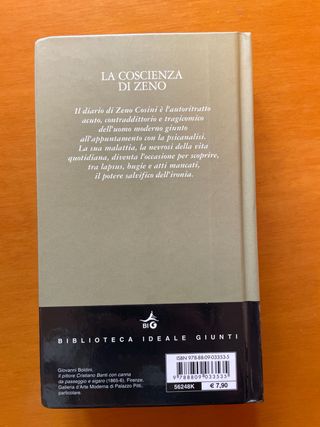 LA COSCIENZA
DI ZENO
Il diario di Zeno Cosini è l'autoritratto
acuto, contraddittorio e tragicomico
dell'uomo moderno giunto
all'appuntamento con la psicanalisi.
La sua malattia, la nevrosi della vita
quotidiana, diventa l'occasione per scoprire,
tra lapsus, bugie e atti mancati,
il potere salvifico dell'ironia.
BIG
BIBLIOTECA IDEALE GIUNTI
Giovanni Boldini,
Il pittore Cristiano Banti con canna
da passeggio e sigaro (1865-6), Firenze,
Galleria d'Arte Moderna di Palazzo Pitti,
particolare.
ISBN 978-88-09-03353-5
9 788809 033535
56248K
€ 7,90